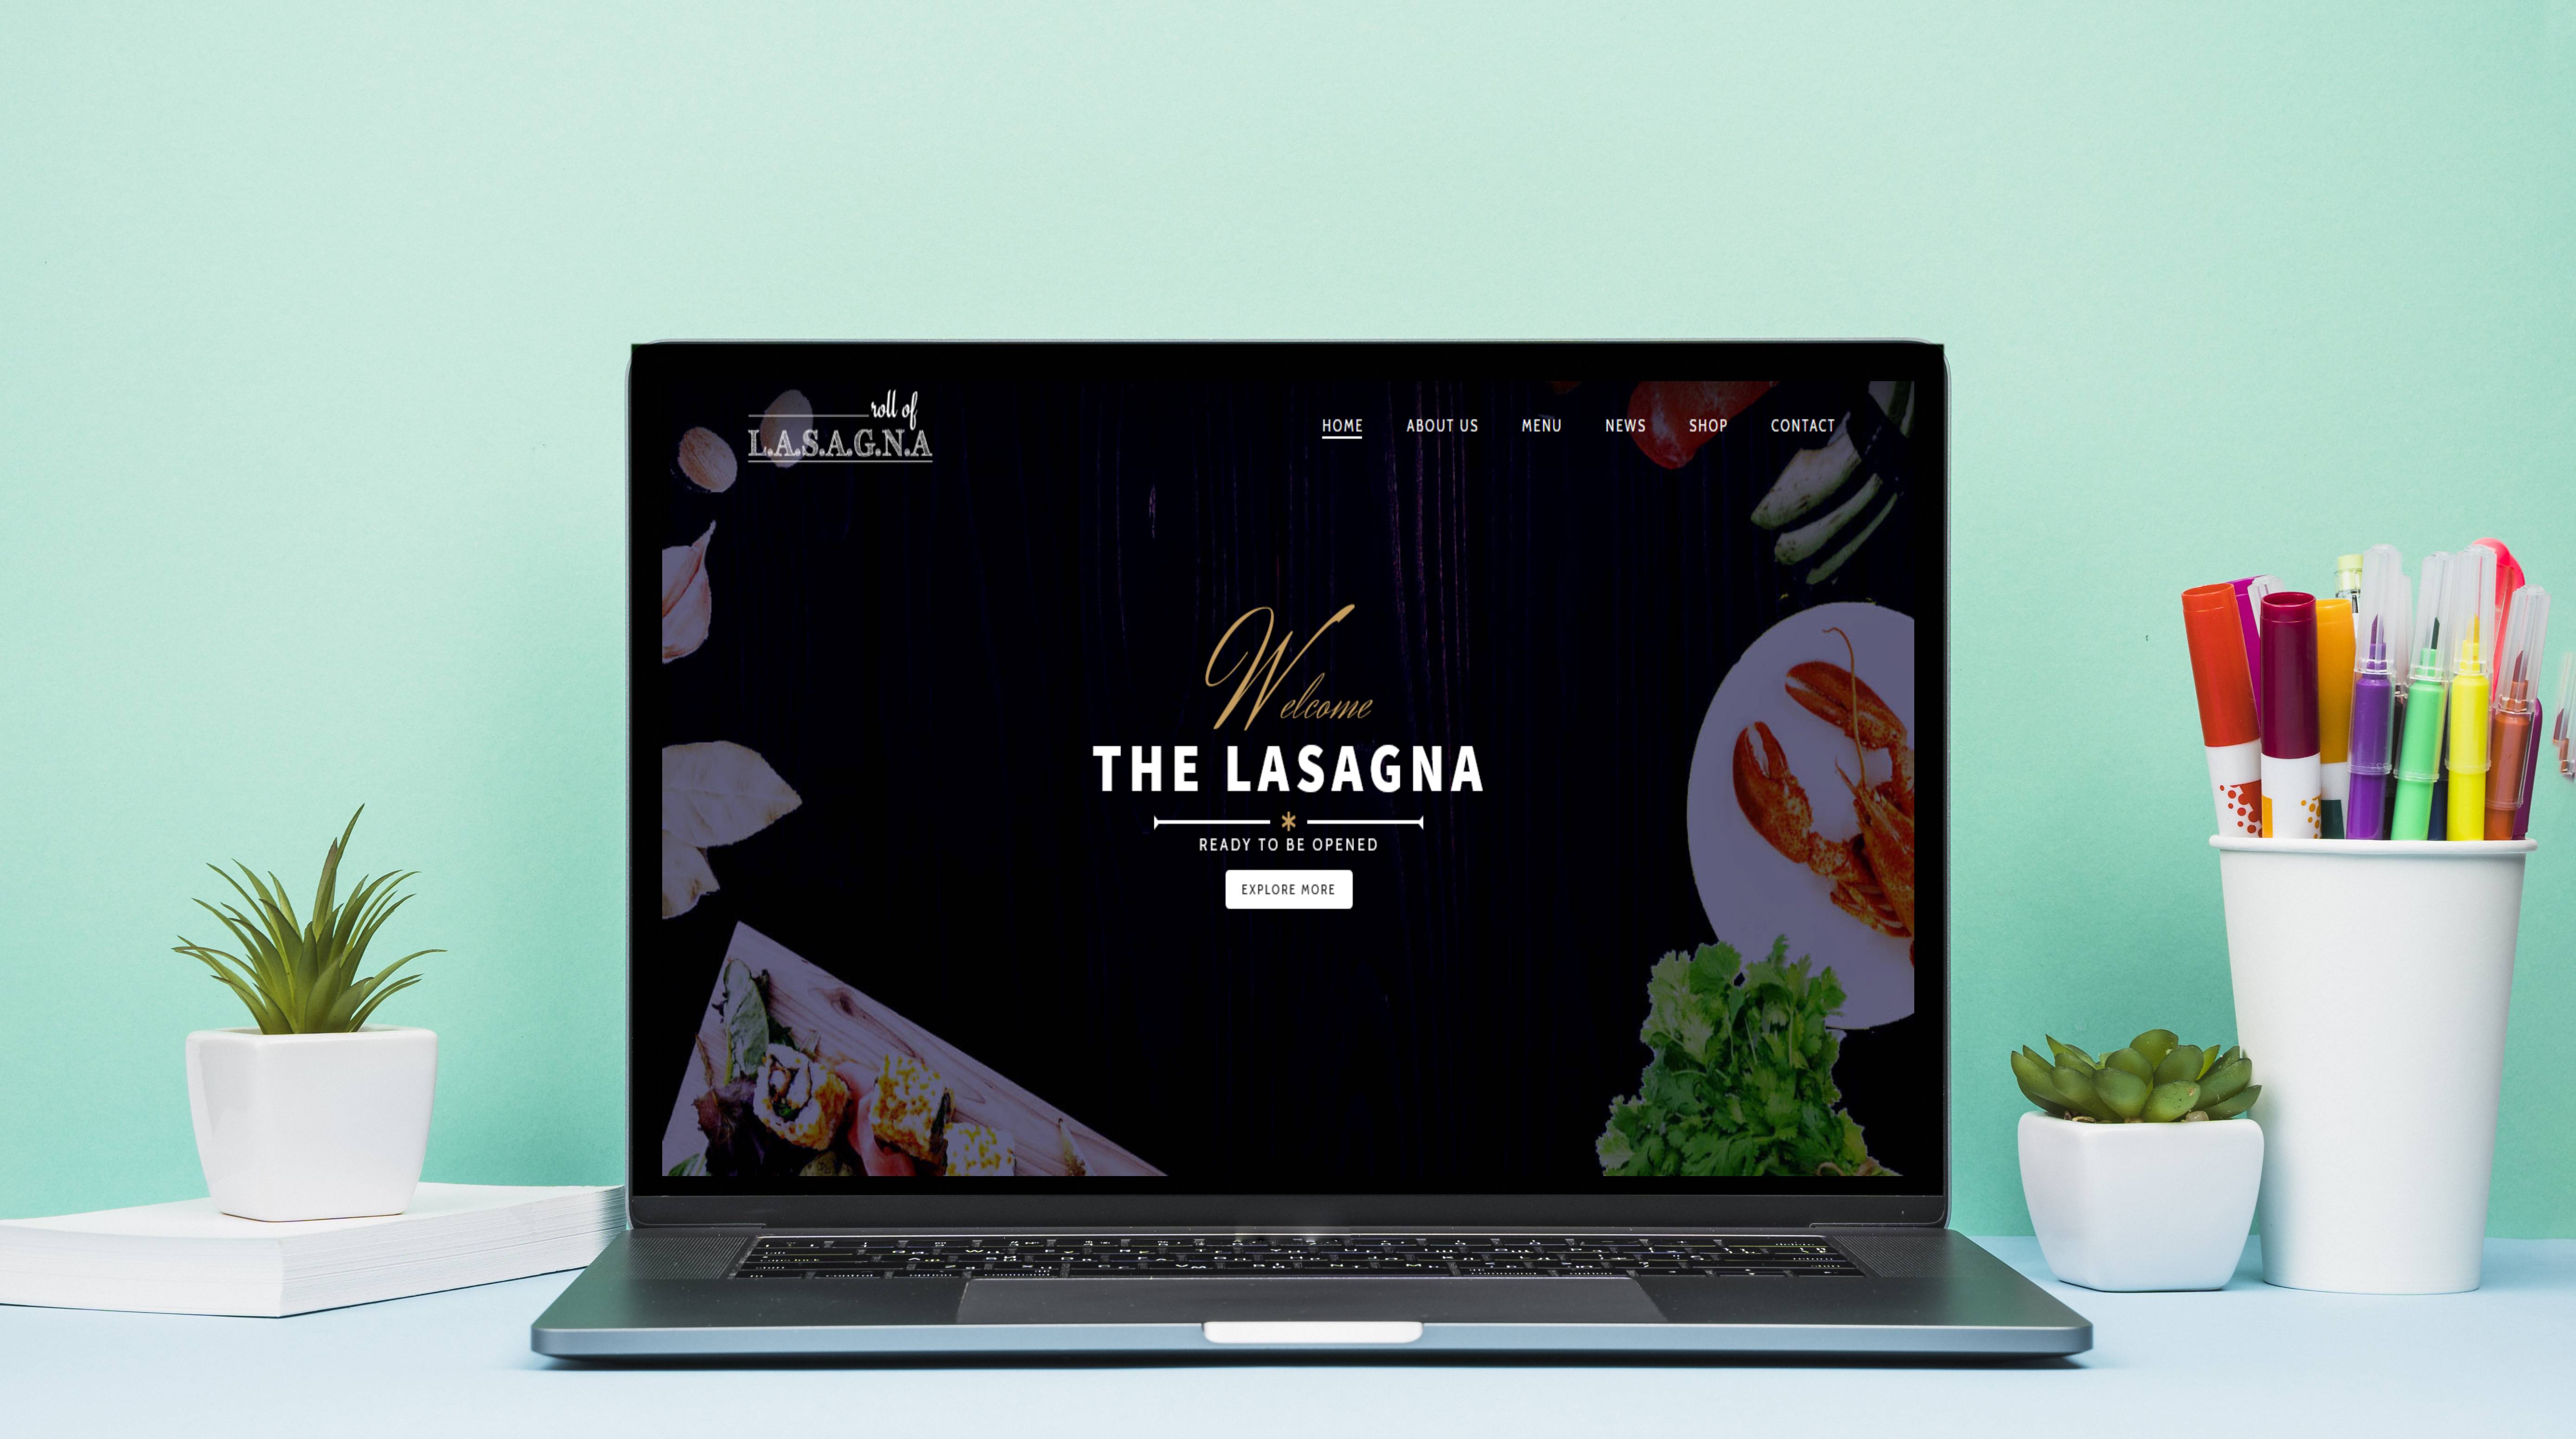 roll of
L.A.S.A.G.N.A
HOME ABOUT US MENU NEWS SHOP CONTACT
Welcome
THE LASAGNA
READY TO BE OPENED
EXPLORE MORE